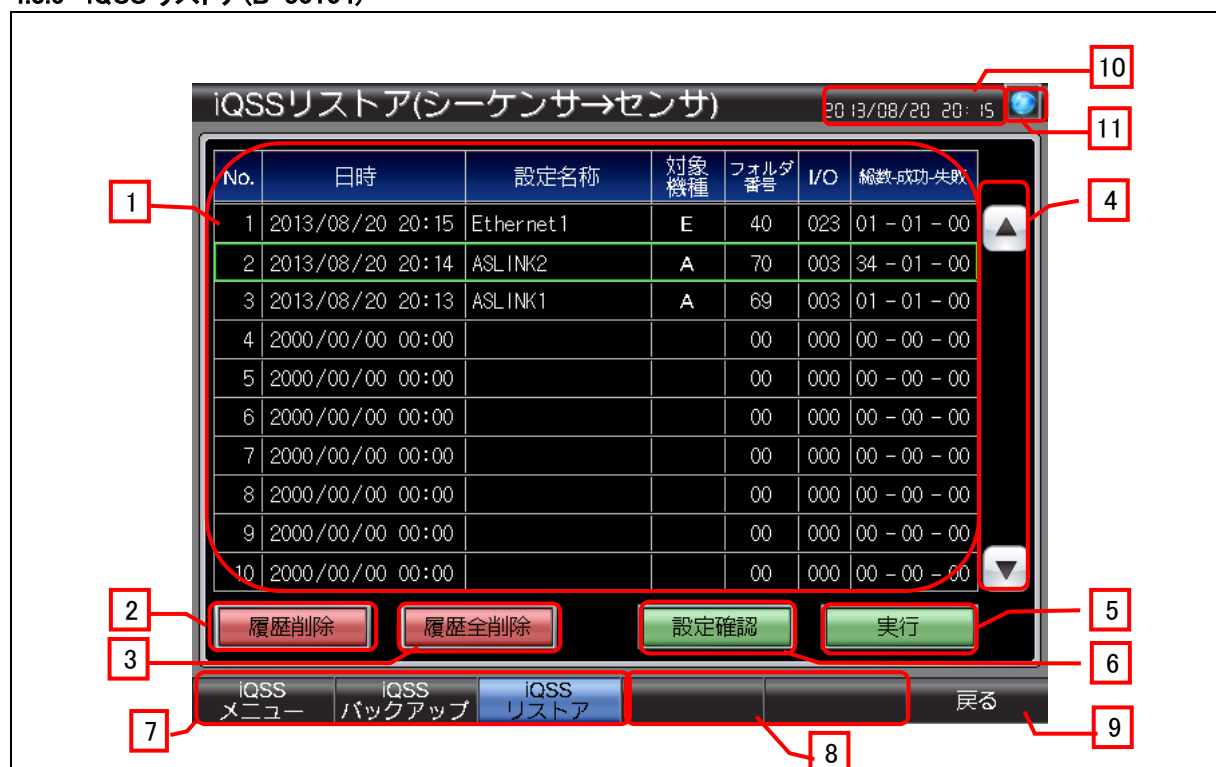 iQSSリストア(シーケンサ→センサ) 2013/08/20 20:15
10
11
No. 日時 設定名称 対象機種 フォルダ番号 I/O 総数-成功-失敗
1
4
1 2013/08/20 20:15 Ethernet1 E 40 023 01 - 01 - 00
2 2013/08/20 20:14 ASLINK2 A 70 003 34 - 01 - 00
3 2013/08/20 20:13 ASLINK1 A 69 003 01 - 01 - 00
4 2000/00/00 00:00 00 000 00 - 00 - 00
5 2000/00/00 00:00 00 000 00 - 00 - 00
6 2000/00/00 00:00 00 000 00 - 00 - 00
7 2000/00/00 00:00 00 000 00 - 00 - 00
8 2000/00/00 00:00 00 000 00 - 00 - 00
9 2000/00/00 00:00 00 000 00 - 00 - 00
10 2000/00/00 00:00 00 000 00 - 00 - 00
2
履歴削除 履歴全削除 設定確認 実行
5
3
6
iQSS
メニュー
iQSS
バックアップ
iQSS
リストア
戻る
7
8
9